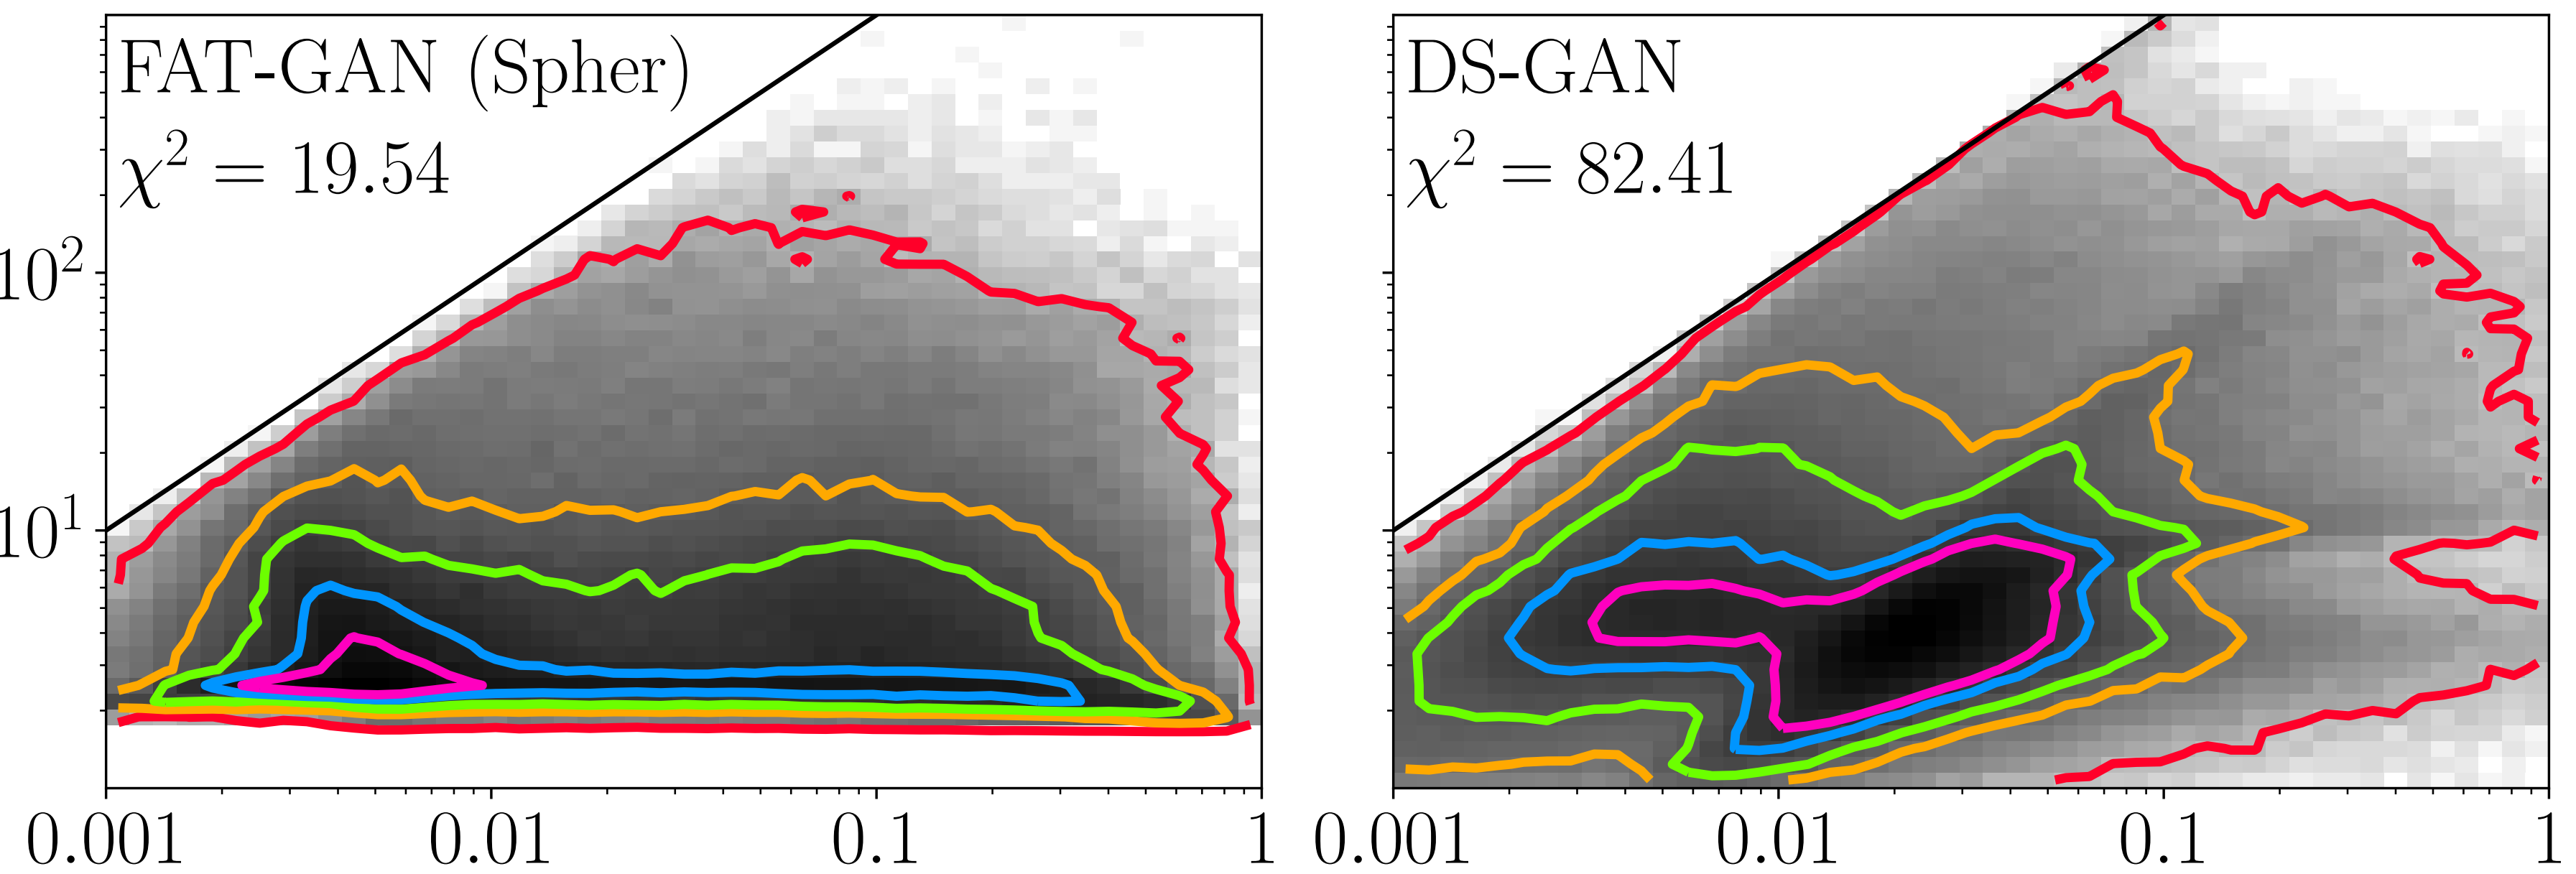 FAT-GAN (Spher)
χ² = 19.54
10²
10¹
0.001 0.01 0.1 1
DS-GAN
χ² = 82.41
0.001 0.01 0.1 1